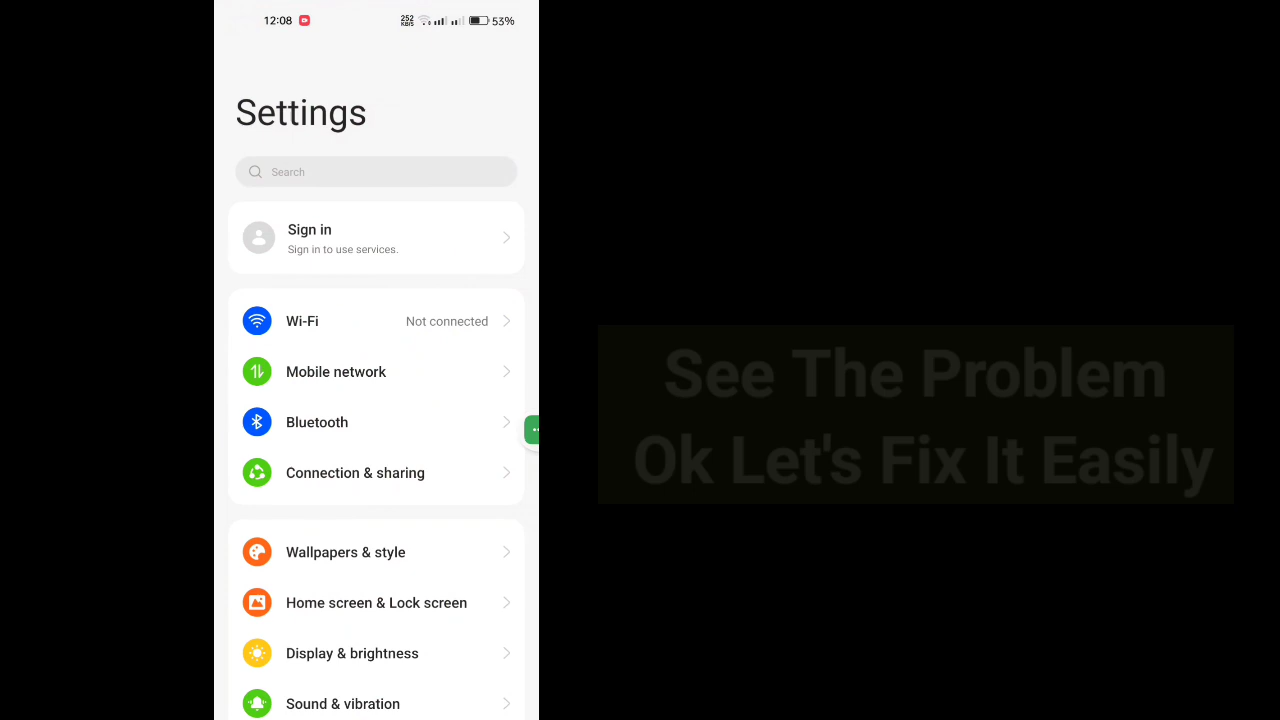 12:08
252
KB/S
53%
Settings
Search
Sign in
Sign in to use services.
Wi-Fi
Not connected
Mobile network
Bluetooth
Connection & sharing
Wallpapers & style
Home screen & Lock screen
Display & brightness
Sound & vibration
See The Problem
Ok Let's Fix It Easily